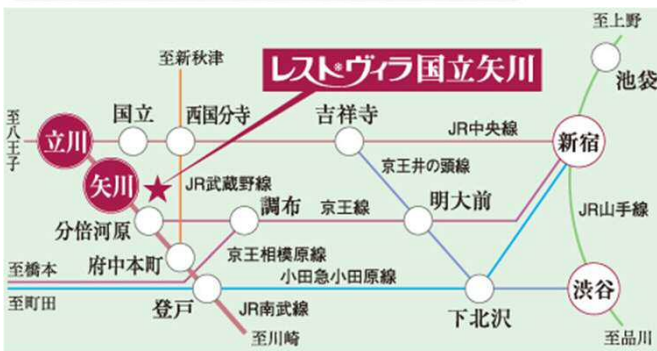 至上野
池袋
至新秋津
レストヴィラ国立矢川
至八王子
立川
国立
西国分寺
吉祥寺
JR中央線
新宿
矢川
JR武蔵野線
京王井の頭線
分倍河原
調布
京王線
明大前
JR山手線
府中本町
京王相模原線
至橋本
小田急小田原線
至町田
登戸
JR南武線
下北沢
渋谷
至川崎
至品川